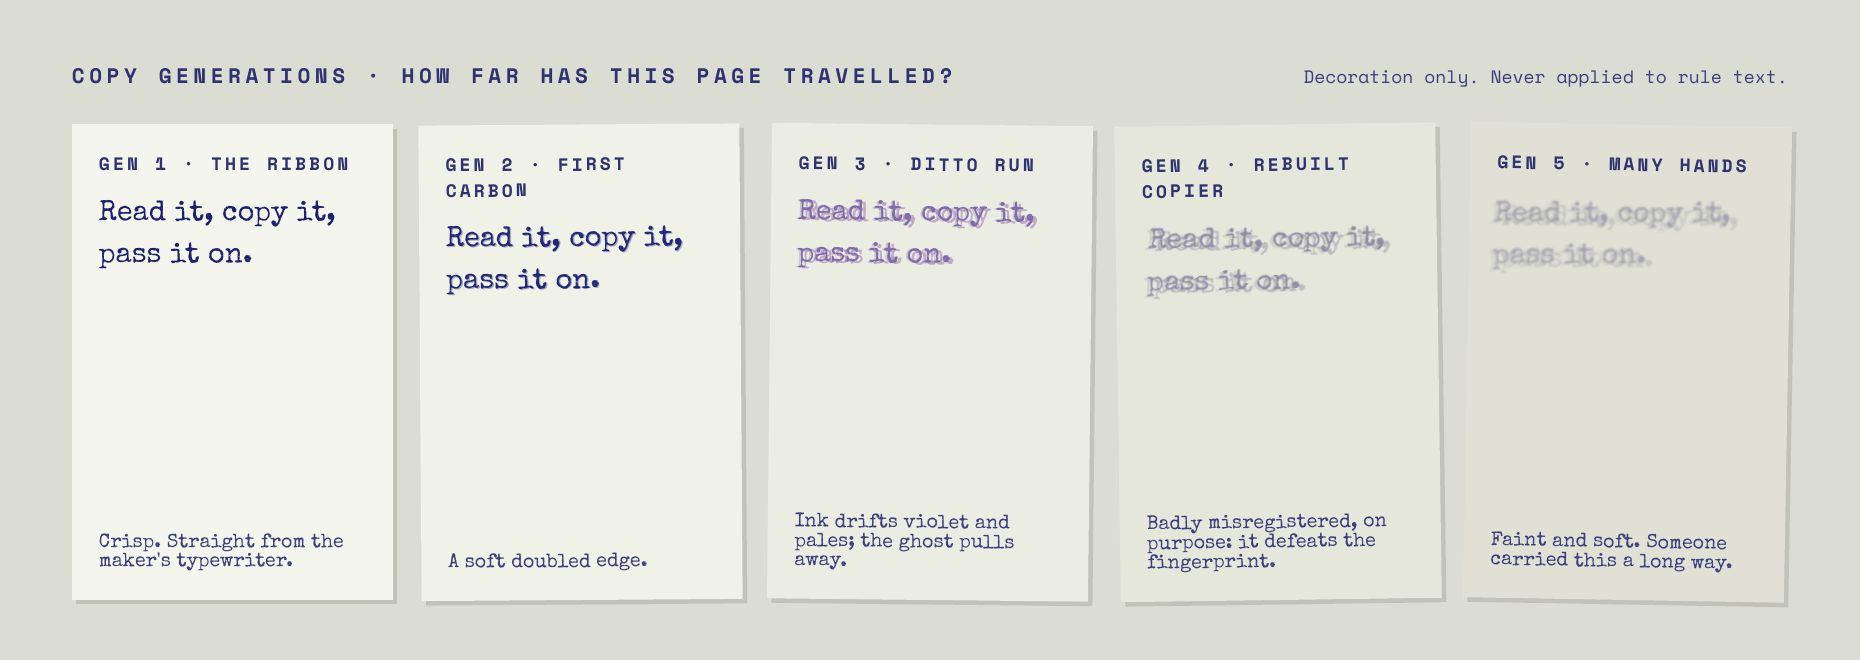 COPY GENERATIONS · HOW FAR HAS THIS PAGE TRAVELLED?
Decoration only. Never applied to rule text.
GEN 1 · THE RIBBON
Read it, copy it,
pass it on.
Crisp. Straight from the
maker's typewriter.
GEN 2 · FIRST
CARBON
Read it, copy it,
pass it on.
A soft doubled edge.
GEN 3 · DITTO RUN
Read it, copy it,
pass it on.
Ink drifts violet and
pales; the ghost pulls
away.
GEN 4 · REBUILT
COPIER
Read it, copy it,
pass it on.
Badly misregistered, on
purpose: it defeats the
fingerprint.
GEN 5 · MANY HANDS
Read it, copy it,
pass it on.
Faint and soft. Someone
carried this a long way.